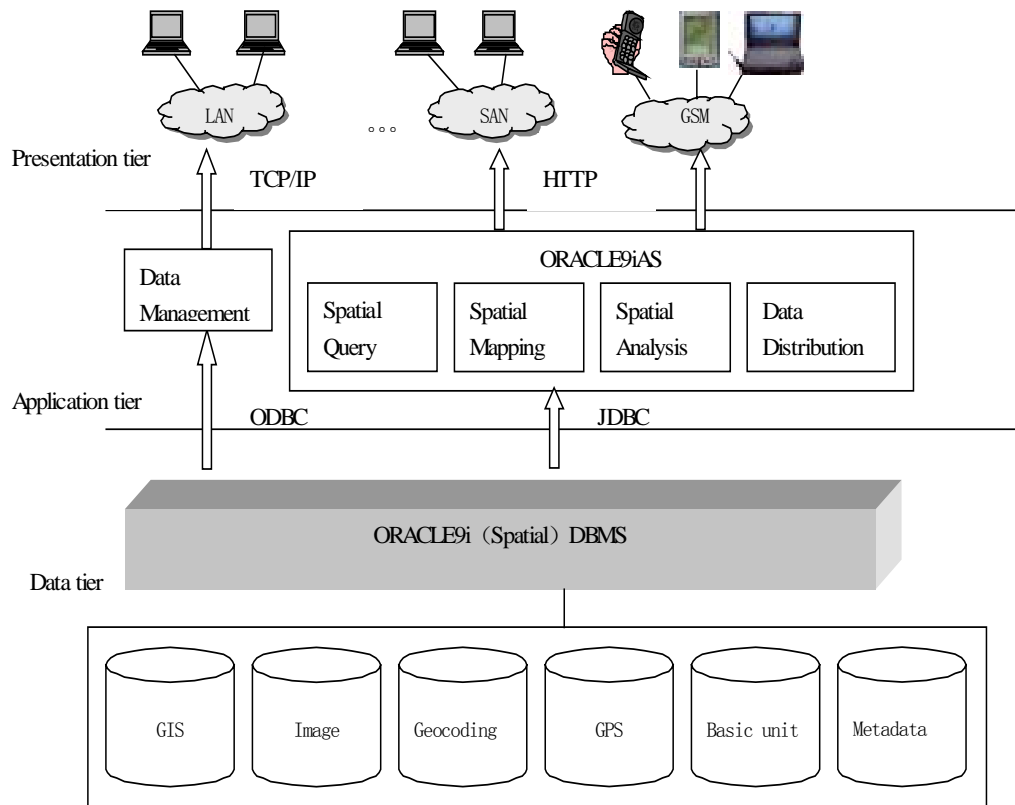 LAN
SAN
GSM
。。。
Presentation tier
TCP/IP
HTTP
ORACLE9iAS
Data
Management
Spatial
Query
Spatial
Mapping
Spatial
Analysis
Data
Distribution
Application tier
ODBC
JDBC
ORACLE9i（Spatial）DBMS
Data tier
GIS
Image
Geocoding
GPS
Basic unit
Metadata